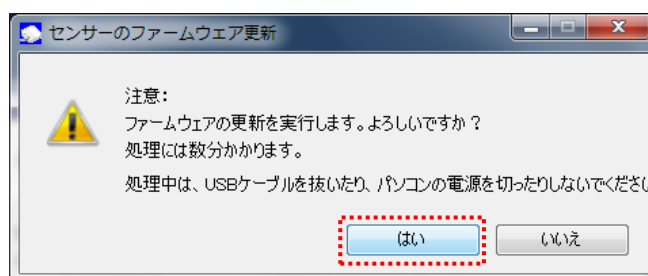 センサーのファームウェア更新
注意:
ファームウェアの更新を実行します。よろしいですか?
処理には数分かかります。
処理中は、USBケーブルを抜いたり、パソコンの電源を切ったりしないでくださ
はい
いいえ